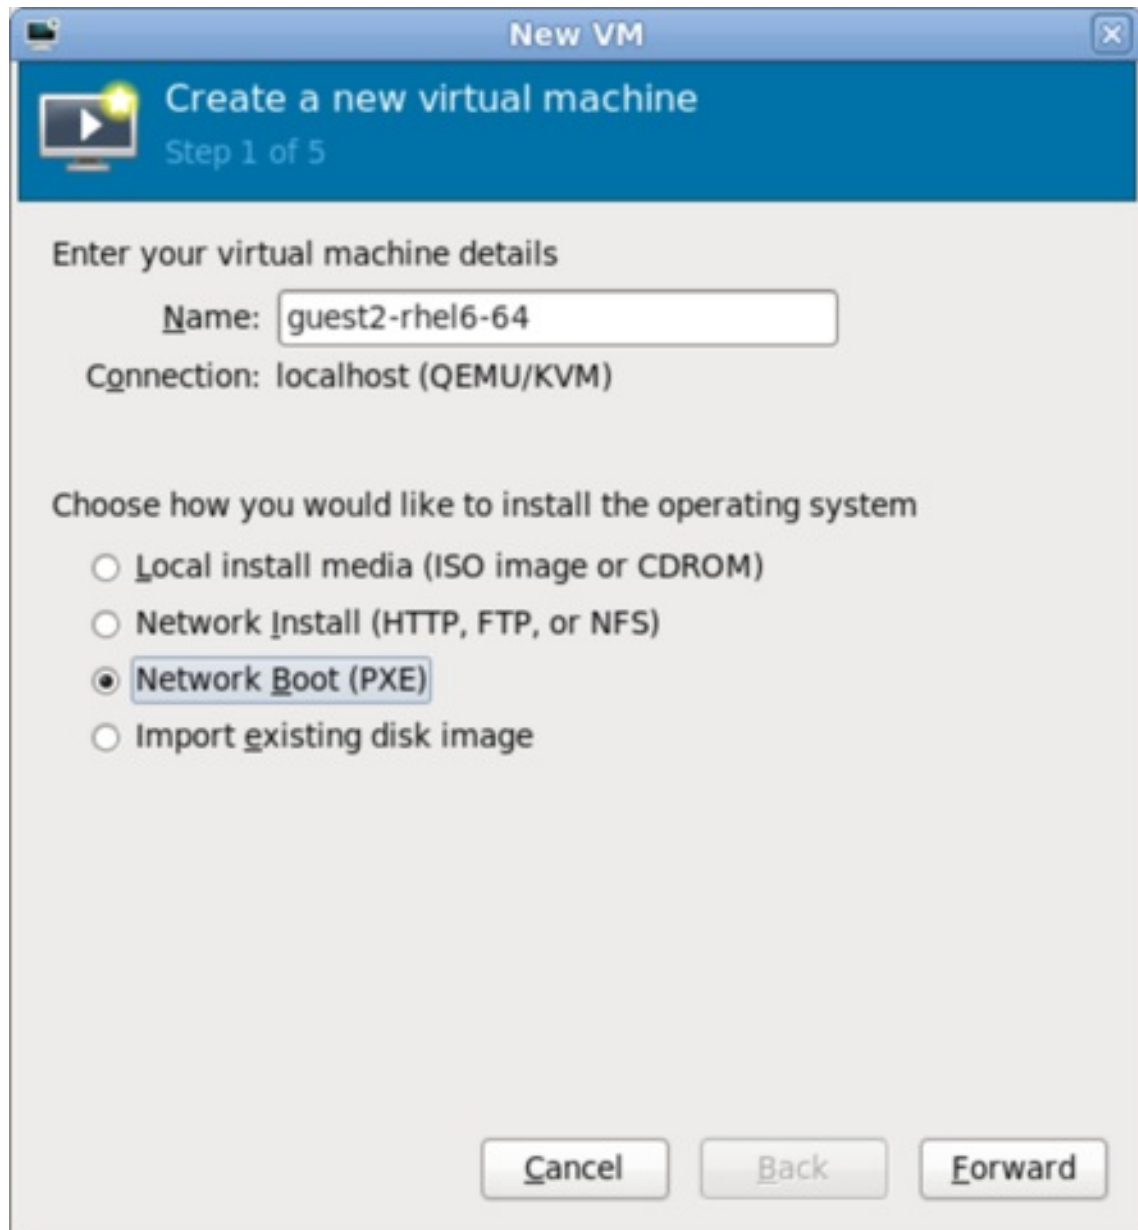 New VM
Create a new virtual machine
Step 1 of 5
Enter your virtual machine details
Name: guest2-rhel6-64
Connection: localhost (QEMU/KVM)
Choose how you would like to install the operating system
Local install media (ISO image or CDROM)
Network Install (HTTP, FTP, or NFS)
Network Boot (PXE)
Import existing disk image
Cancel Back Forward